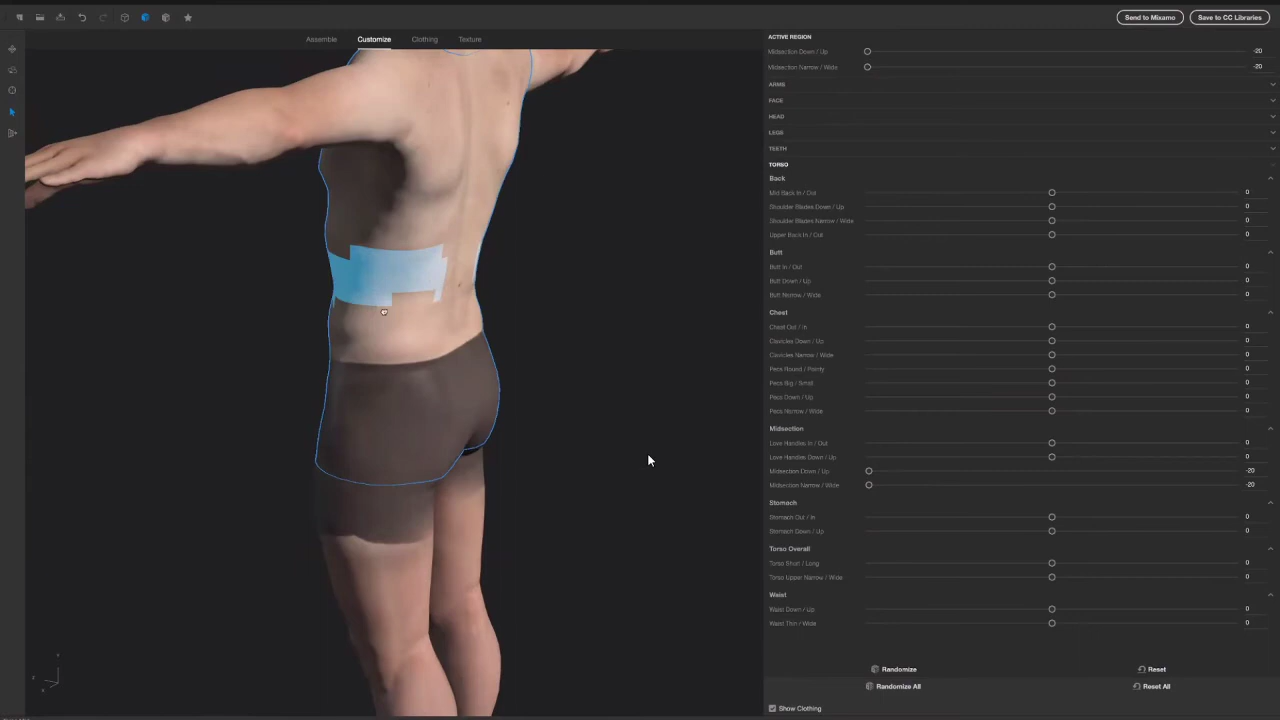 Send to Mixamo
Save to CC Libraries
Assemble
Customize
Clothing
Texture
ACTIVE REGION
Midsection Down / Up
-20
Midsection Narrow / Wide
-20
ARMS
FACE
HEAD
LEGS
TEETH
TORSO
Back
Mid Back In / Out
0
Shoulder Blades Down / Up
0
Shoulder Blades Narrow / Wide
0
Upper Back In / Out
0
Butt
Butt In / Out
0
Butt Down / Up
0
Butt Narrow / Wide
0
Chest
Chest Out / In
0
Clavicles Down / Up
0
Clavicles Narrow / Wide
0
Pecs Round / Pointy
0
Pecs Big / Small
0
Pecs Down / Up
0
Pecs Narrow / Wide
0
Midsection
Love Handles In / Out
0
Love Handles Down / Up
0
Midsection Down / Up
-20
Midsection Narrow / Wide
-20
Stomach
Stomach Out / In
0
Stomach Down / Up
0
Torso Overall
Torso Short / Long
0
Torso Upper Narrow / Wide
0
Waist
Waist Down / Up
0
Waist Thin / Wide
0
Randomize
Reset
Randomize All
Reset All
Show Clothing